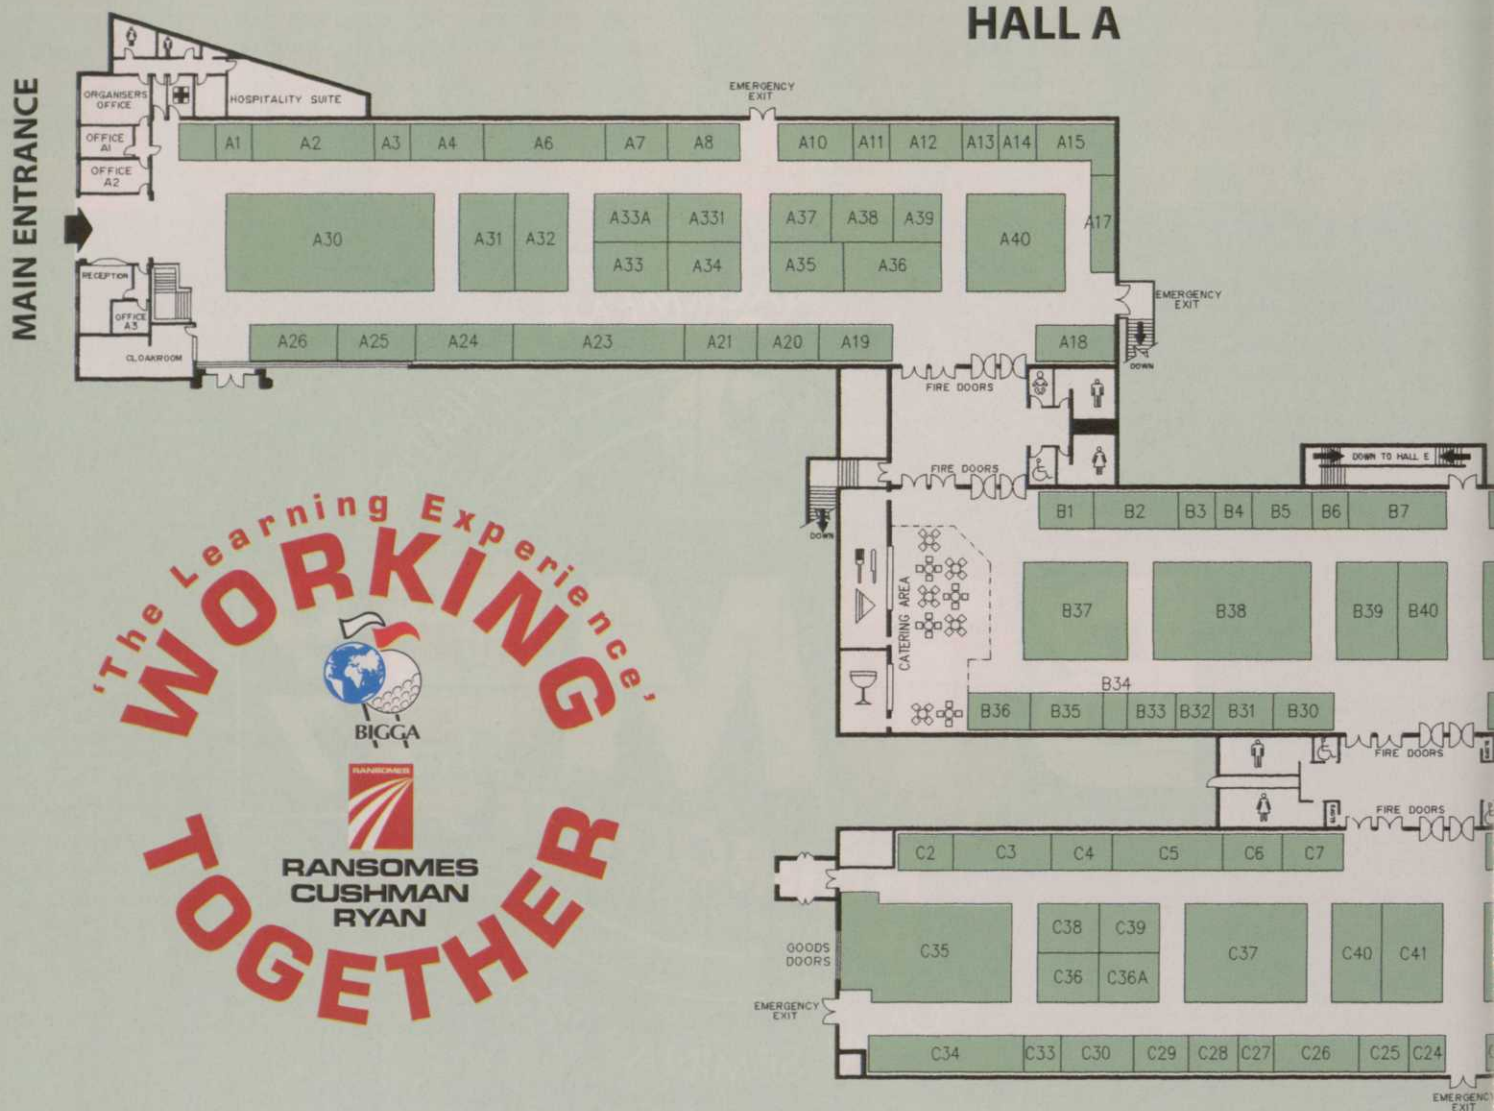 HALL A
MAIN ENTRANCE
ORGANISERS
OFFICE
HOSPITALITY SUITE
OFFICE
A1
OFFICE
A2
EMERGENCY
EXIT
A1 A2 A3 A4 A6 A7 A8 A10 A11 A12 A13 A14 A15
A17
A30 A31 A32 A33A A331 A37 A38 A39 A40
A33 A34 A35 A36
RECEPTION
OFFICE
A3
CLOAKROOM
EMERGENCY
EXIT
A26 A25 A24 A23 A21 A20 A19 A18
DOWN
FIRE DOORS
FIRE DOORS
DOWN TO HALL E
DOWN
B1 B2 B3 B4 B5 B6 B7
CATERING AREA
B37 B38 B39 B40
B34
B36 B35 B33 B32 B31 B30
FIRE DOORS
FIRE DOORS
'The Learning Experience'
WORKING
BIGGA
RANSOMES
RANSOMES
CUSHMAN
RYAN
TOGETHER
C2 C3 C4 C5 C6 C7
C35 C38 C39 C37 C40 C41
C36 C36A
GOODS
DOORS
EMERGENCY
EXIT
C34 C33 C30 C29 C28 C27 C26 C25 C24
EMERGENC
EXIT